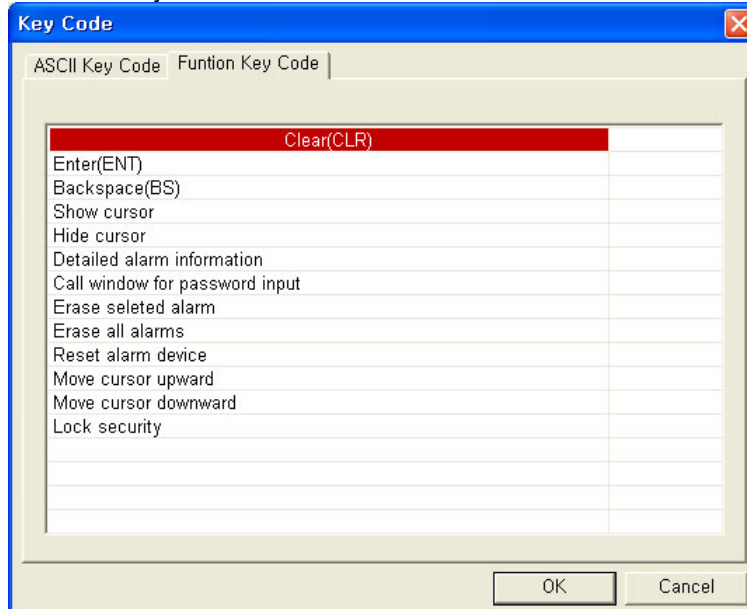 Key Code
ASCII Key Code Funtion Key Code
Clear(CLR)
Enter(ENT)
Backspace(BS)
Show cursor
Hide cursor
Detailed alarm information
Call window for password input
Erase seleted alarm
Erase all alarms
Reset alarm device
Move cursor upward
Move cursor downward
Lock security
OK Cancel